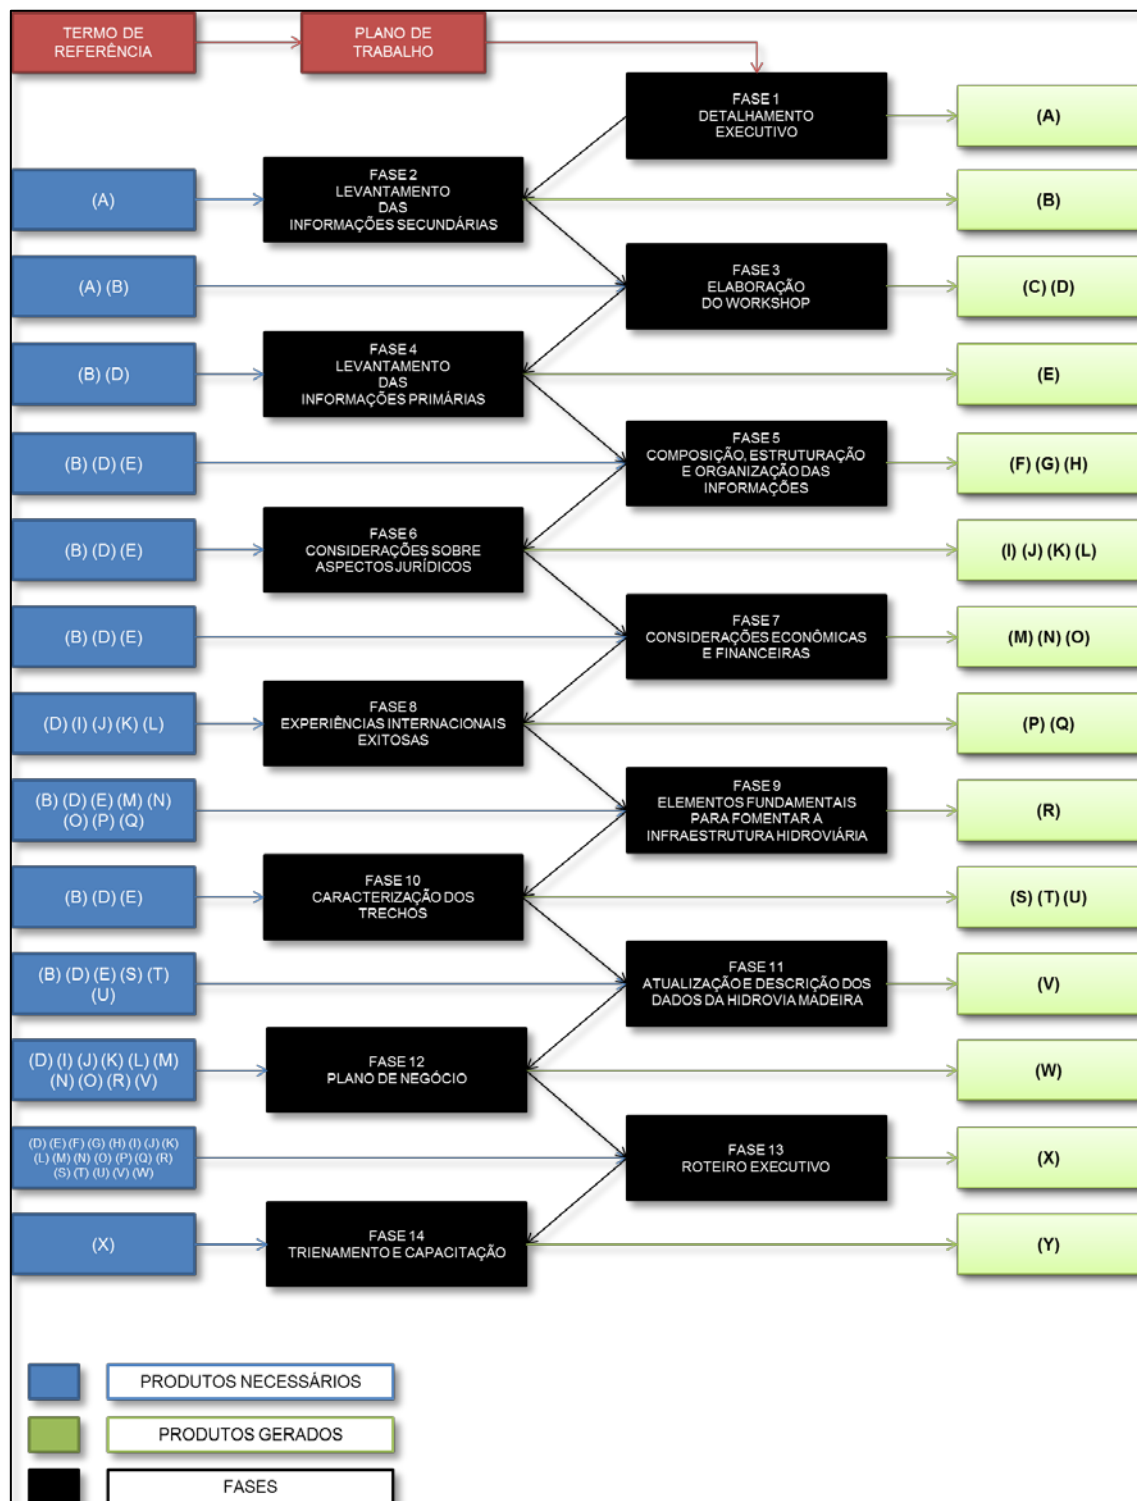 TERMO DE
REFERÊNCIA
PLANO DE
TRABALHO
FASE 1
DETALHAMENTO
EXECUTIVO
(A)
(A)
FASE 2
LEVANTAMENTO
DAS
INFORMAÇÕES SECUNDÁRIAS
(B)
(A) (B)
FASE 3
ELABORAÇÃO
DO WORKSHOP
(C) (D)
(B) (D)
FASE 4
LEVANTAMENTO
DAS
INFORMAÇÕES PRIMÁRIAS
(E)
(B) (D) (E)
FASE 5
COMPOSIÇÃO, ESTRUTURAÇÃO
E ORGANIZAÇÃO DAS
INFORMAÇÕES
(F) (G) (H)
(B) (D) (E)
FASE 6
CONSIDERAÇÕES SOBRE
ASPECTOS JURÍDICOS
(I) (J) (K) (L)
(B) (D) (E)
FASE 7
CONSIDERAÇÕES ECONÔMICAS
E FINANCEIRAS
(M) (N) (O)
(D) (I) (J) (K) (L)
FASE 8
EXPERIÊNCIAS INTERNACIONAIS
EXITOSAS
(P) (Q)
(B) (D) (E) (M) (N)
(O) (P) (Q)
FASE 9
ELEMENTOS FUNDAMENTAIS
PARA FOMENTAR A
INFRAESTRUTURA HIDROVIÁRIA
(R)
(B) (D) (E)
FASE 10
CARACTERIZAÇÃO DOS
TRECHOS
(S) (T) (U)
(B) (D) (E) (S) (T)
(U)
FASE 11
ATUALIZAÇÃO E DESCRIÇÃO DOS
DADOS DA HIDROVIA MADEIRA
(V)
(D) (I) (J) (K) (L) (M)
(N) (O) (R) (V)
FASE 12
PLANO DE NEGÓCIO
(W)
(D) (E) (F) (G) (H) (I) (J) (K)
(L) (M) (N) (O) (P) (Q) (R)
(S) (T) (U) (V) (W)
FASE 13
ROTEIRO EXECUTIVO
(X)
(X)
FASE 14
TRIENAMENTO E CAPACITAÇÃO
(Y)
PRODUTOS NECESSÁRIOS
PRODUTOS GERADOS
FASES